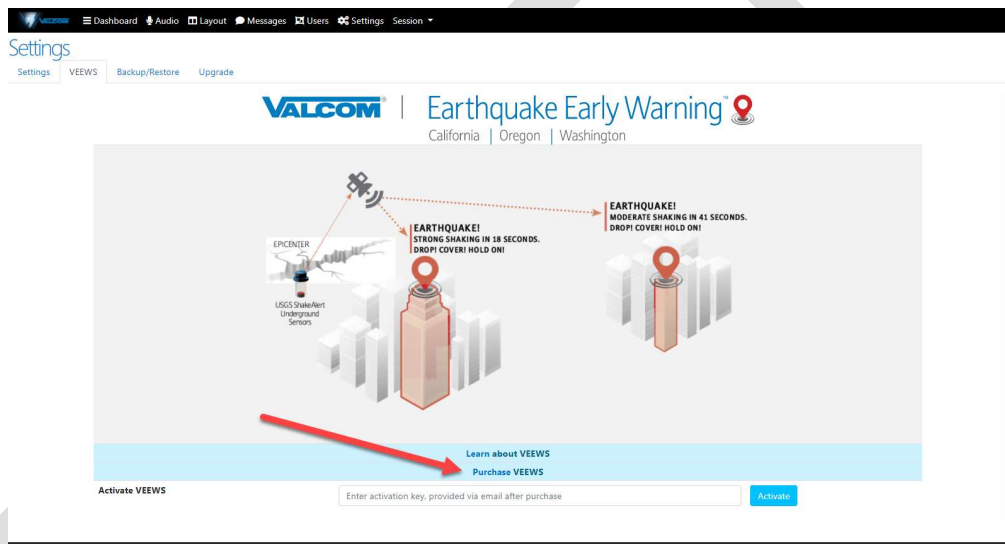 VALCOM Dashboard Audio Layout Messages Users Settings Session
Settings
Settings VEEWS Backup/Restore Upgrade
VALCOM® | Earthquake Early Warning™
California | Oregon | Washington
EARTHQUAKE!
MODERATE SHAKING IN 41 SECONDS.
DROP! COVER! HOLD ON!
EARTHQUAKE!
STRONG SHAKING IN 18 SECONDS.
DROP! COVER! HOLD ON!
EPICENTER
USGS ShakeAlert
Underground
Sensors
Learn about VEEWS
Purchase VEEWS
Activate VEEWS
Enter activation key, provided via email after purchase
Activate